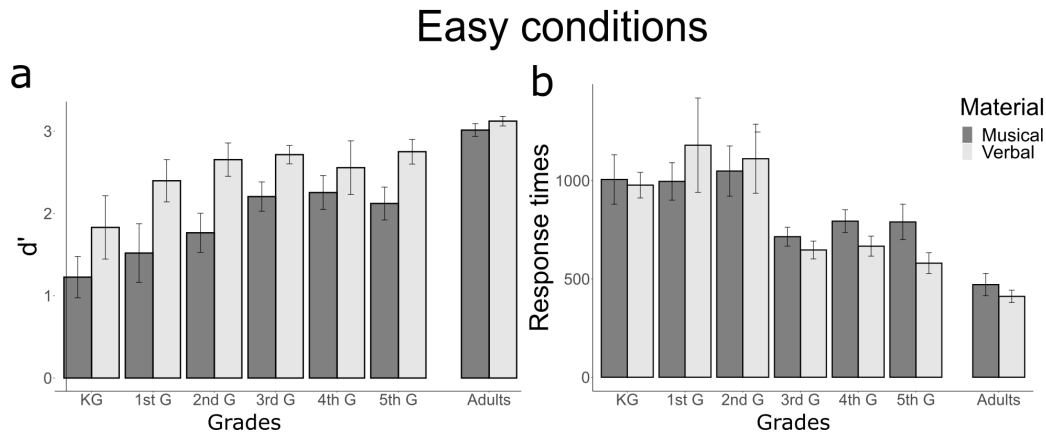 Easy conditions
a
3
2
1
0
d'
KG 1st G 2nd G 3rd G 4th G 5th G Adults
Grades
b
1000
500
0
Response times
KG 1st G 2nd G 3rd G 4th G 5th G Adults
Grades
Material
Musical
Verbal